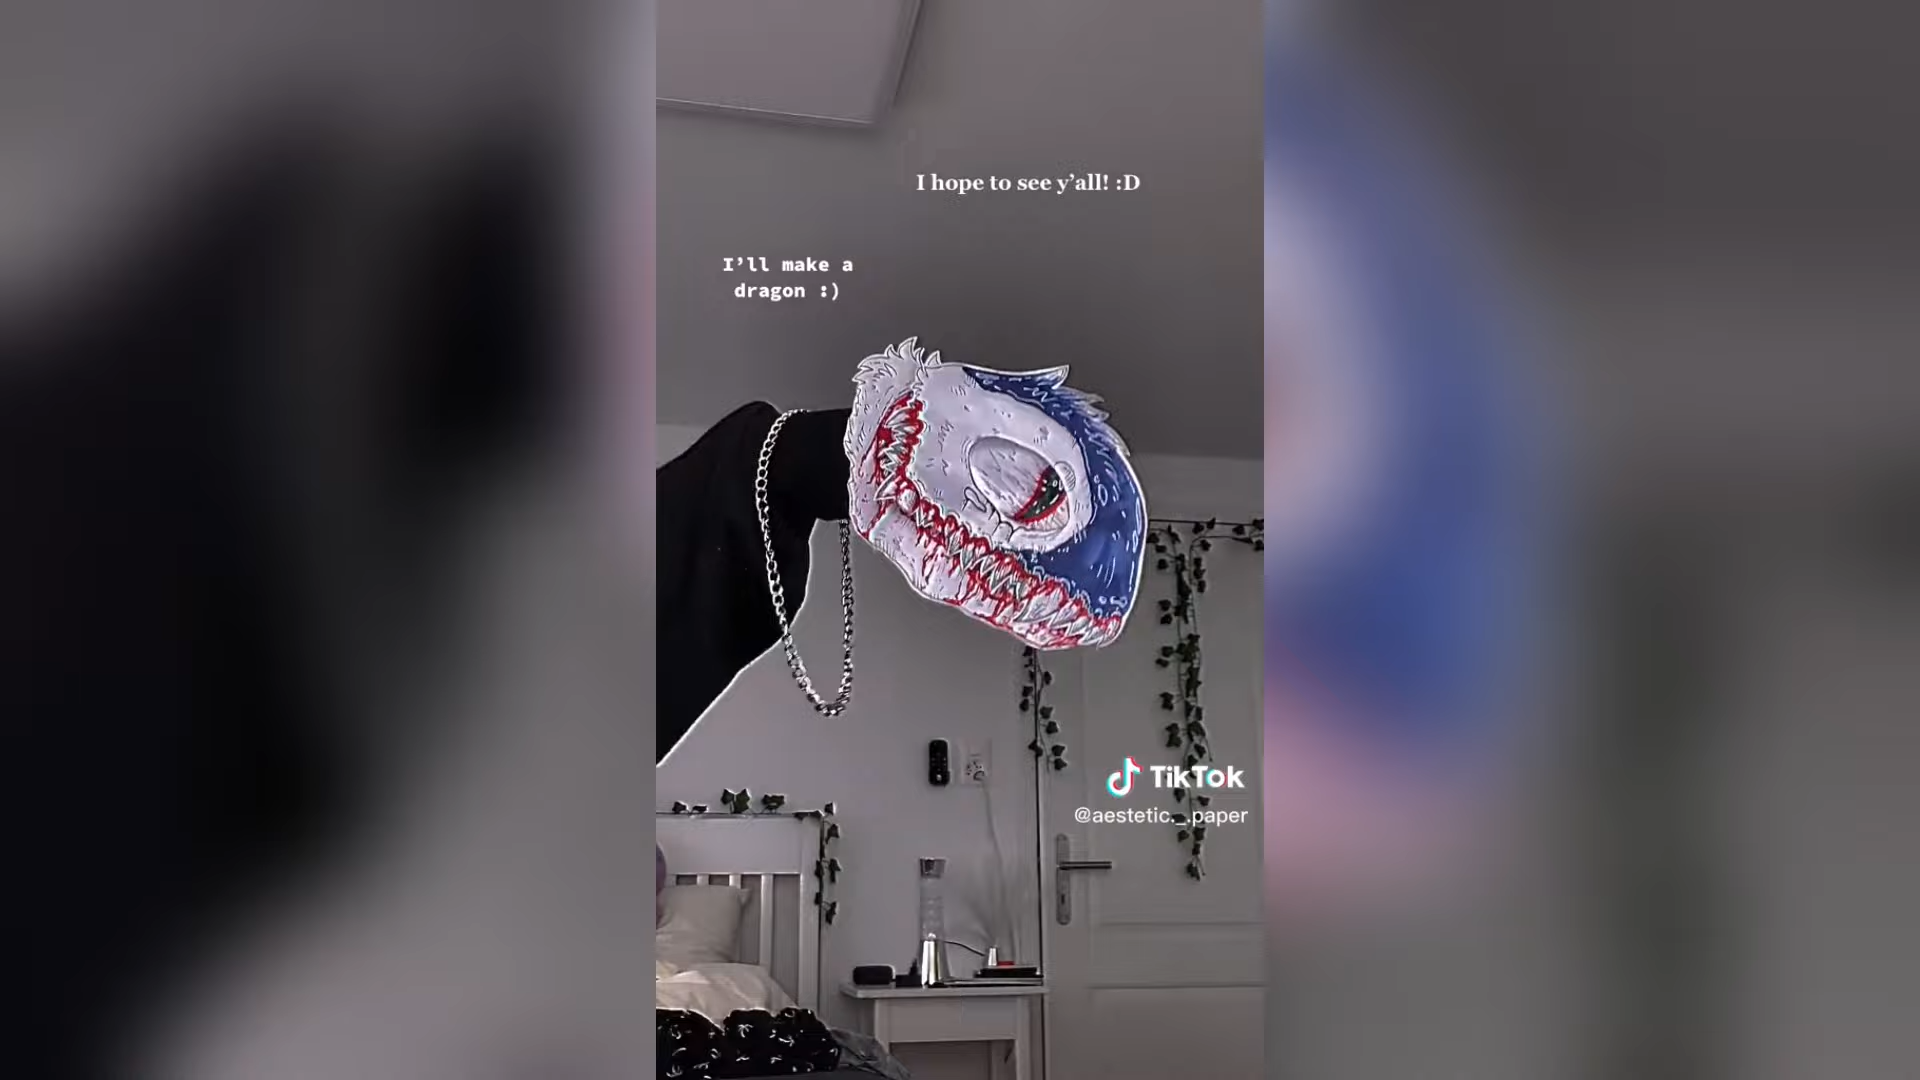 I hope to see y’all! :D
I’ll make a
dragon :)
TikTok
@aestetic._.paper